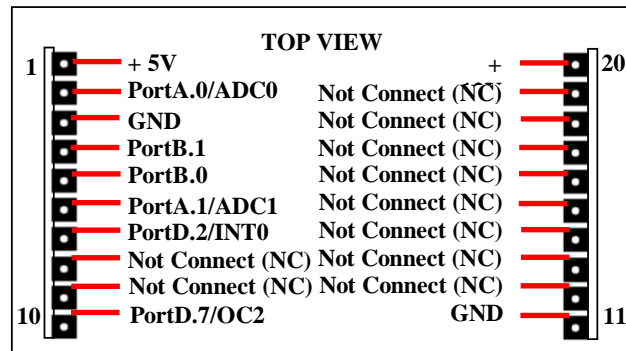 TOP VIEW
1 + 5V + 20
PortA.0/ADC0 Not Connect (NC)
GND Not Connect (NC)
PortB.1 Not Connect (NC)
PortB.0 Not Connect (NC)
PortA.1/ADC1 Not Connect (NC)
PortD.2/INT0 Not Connect (NC)
Not Connect (NC) Not Connect (NC)
Not Connect (NC) Not Connect (NC)
10 PortD.7/OC2 GND 11